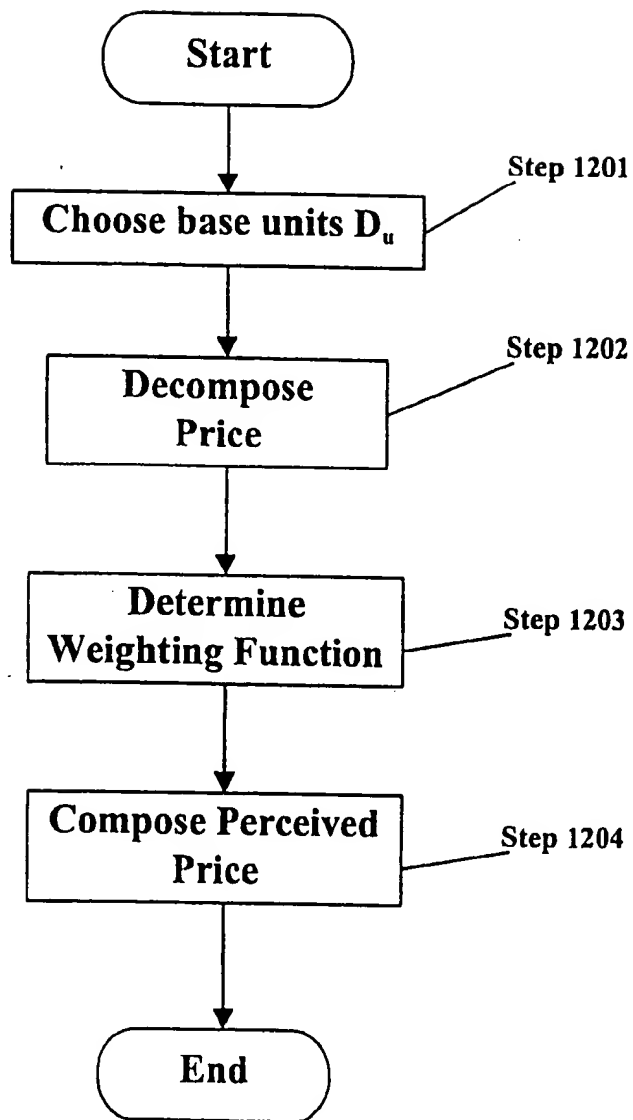 Start
Step 1201
Choose base units Dᵤ
Step 1202
Decompose
Price
Determine
Weighting Function
Step 1203
Compose Perceived
Price
Step 1204
End